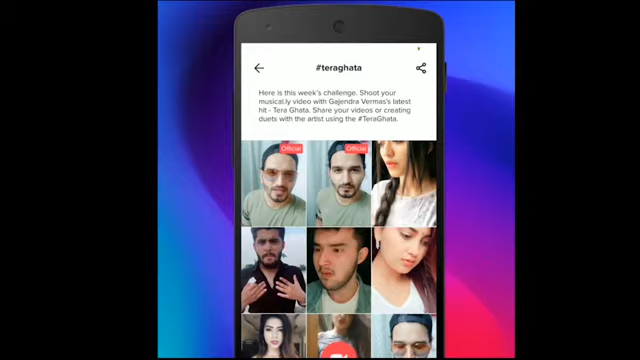 #teraghata
Here is this week's challenge. Shoot your
musical.ly video with Gajendra Vermas's latest
hit - Tera Ghata. Share your videos or creating
duets with the artist using the #TeraGhata.
Official
Official